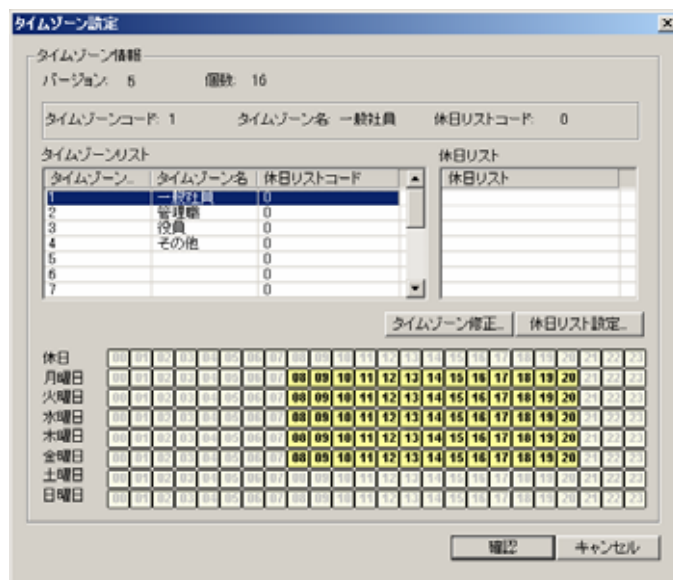 タイムゾーン設定
タイムゾーン情報
バージョン: 5 個数: 16
タイムゾーンコード: 1 タイムゾーン名: 一般社員 休日リストコード: 0
タイムゾーンリスト 休日リスト
タイムゾーン... タイムゾーン名 休日リストコード 休日リスト
1 一般社員 0
2 管理職 0
3 役員 0
4 その他 0
5 0
6 0
7 0
タイムゾーン修正... 休日リスト設定...
休日 00 01 02 03 04 05 06 07 08 09 10 11 12 13 14 15 16 17 18 19 20 21 22 23
月曜日 00 01 02 03 04 05 06 07 08 09 10 11 12 13 14 15 16 17 18 19 20 21 22 23
火曜日 00 01 02 03 04 05 06 07 08 09 10 11 12 13 14 15 16 17 18 19 20 21 22 23
水曜日 00 01 02 03 04 05 06 07 08 09 10 11 12 13 14 15 16 17 18 19 20 21 22 23
木曜日 00 01 02 03 04 05 06 07 08 09 10 11 12 13 14 15 16 17 18 19 20 21 22 23
金曜日 00 01 02 03 04 05 06 07 08 09 10 11 12 13 14 15 16 17 18 19 20 21 22 23
土曜日 00 01 02 03 04 05 06 07 08 09 10 11 12 13 14 15 16 17 18 19 20 21 22 23
日曜日 00 01 02 03 04 05 06 07 08 09 10 11 12 13 14 15 16 17 18 19 20 21 22 23
確認 キャンセル